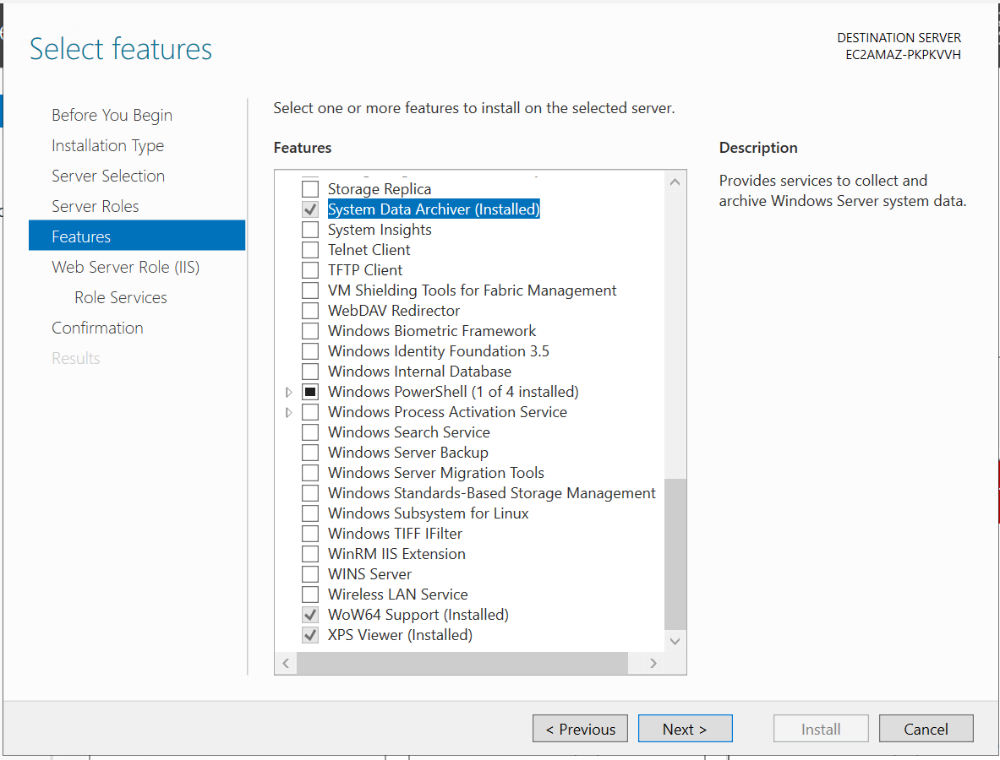 Select features
DESTINATION SERVER
EC2AMAZ-PKPKVVH
Before You Begin
Installation Type
Server Selection
Server Roles
Features
Web Server Role (IIS)
Role Services
Confirmation
Results
Select one or more features to install on the selected server.
Features
Storage Replica
System Data Archiver (Installed)
System Insights
Telnet Client
TFTP Client
VM Shielding Tools for Fabric Management
WebDAV Redirector
Windows Biometric Framework
Windows Identity Foundation 3.5
Windows Internal Database
Windows PowerShell (1 of 4 installed)
Windows Process Activation Service
Windows Search Service
Windows Server Backup
Windows Server Migration Tools
Windows Standards-Based Storage Management
Windows Subsystem for Linux
Windows TIFF IFilter
WinRM IIS Extension
WINS Server
Wireless LAN Service
WoW64 Support (Installed)
XPS Viewer (Installed)
Description
Provides services to collect and
archive Windows Server system data.
< Previous
Next >
Install
Cancel